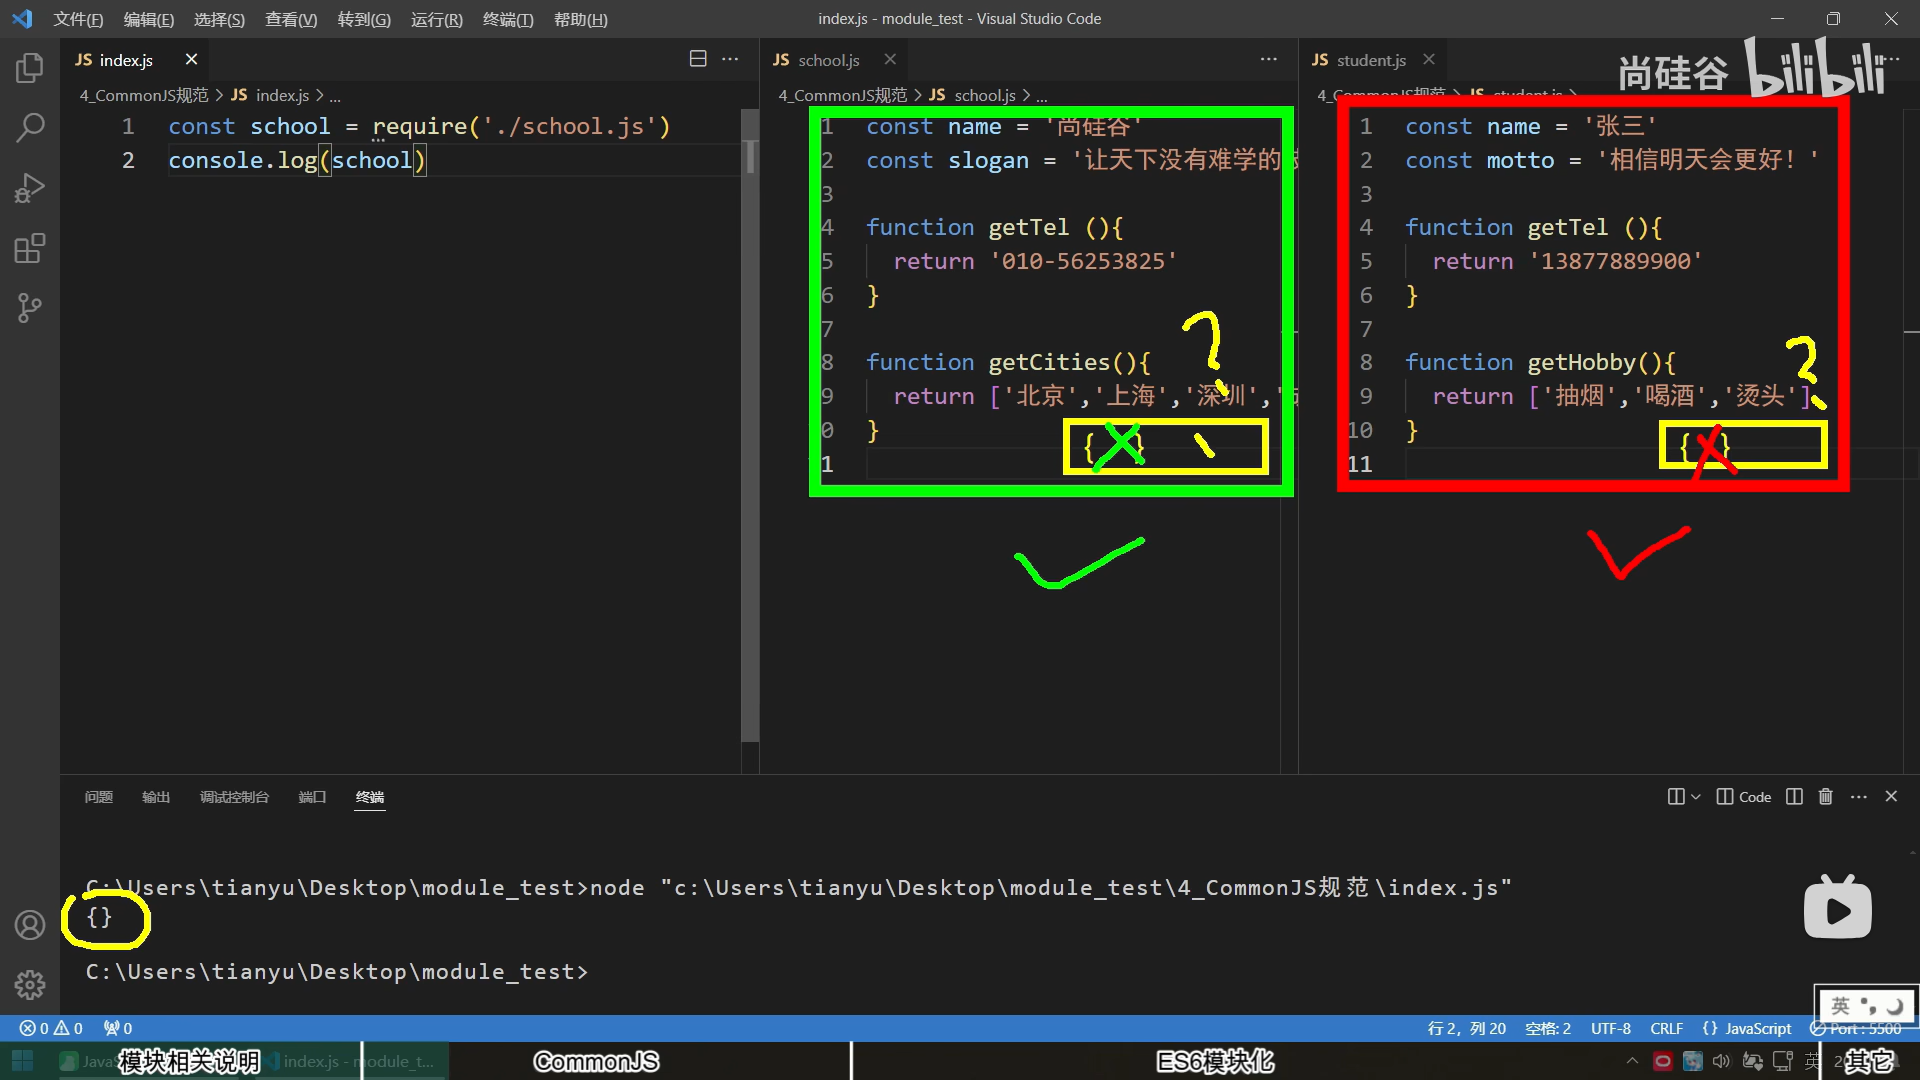 文件(F) 编辑(E) 选择(S) 查看(V) 转到(G) 运行(R) 终端(T) 帮助(H)
index.js - module_test - Visual Studio Code
JS index.js
4_CommonJS规范 > JS index.js > ...
1 const school = require('./school.js')
2 console.log(school)
JS school.js
4_CommonJS规范 > JS school.js > ...
1 const name = '尚硅谷'
2 const slogan = '让天下没有难学的
3
4 function getTel (){
5 return '010-56253825'
6 }
7
8 function getCities(){
9 return ['北京','上海','深圳','
0 }
1
{ }
?
JS student.js
尚硅谷 bilibili
4_CommonJS规范 > JS student.js >
1 const name = '张三'
2 const motto = '相信明天会更好！'
3
4 function getTel (){
5 return '13877889900'
6 }
7
8 function getHobby(){
9 return ['抽烟','喝酒','烫头']
10 }
11
{ }
?
问题 输出 调试控制台 端口 终端
Code
C:\Users\tianyu\Desktop\module_test>node "c:\Users\tianyu\Desktop\module_test\4_CommonJS规范\index.js"
{}
C:\Users\tianyu\Desktop\module_test>
英
0 0 0
行 2，列 20 空格: 2 UTF-8 CRLF {} JavaScript Port : 5500
模块相关说明 index.js - module_t...
CommonJS
ES6模块化
英
其它